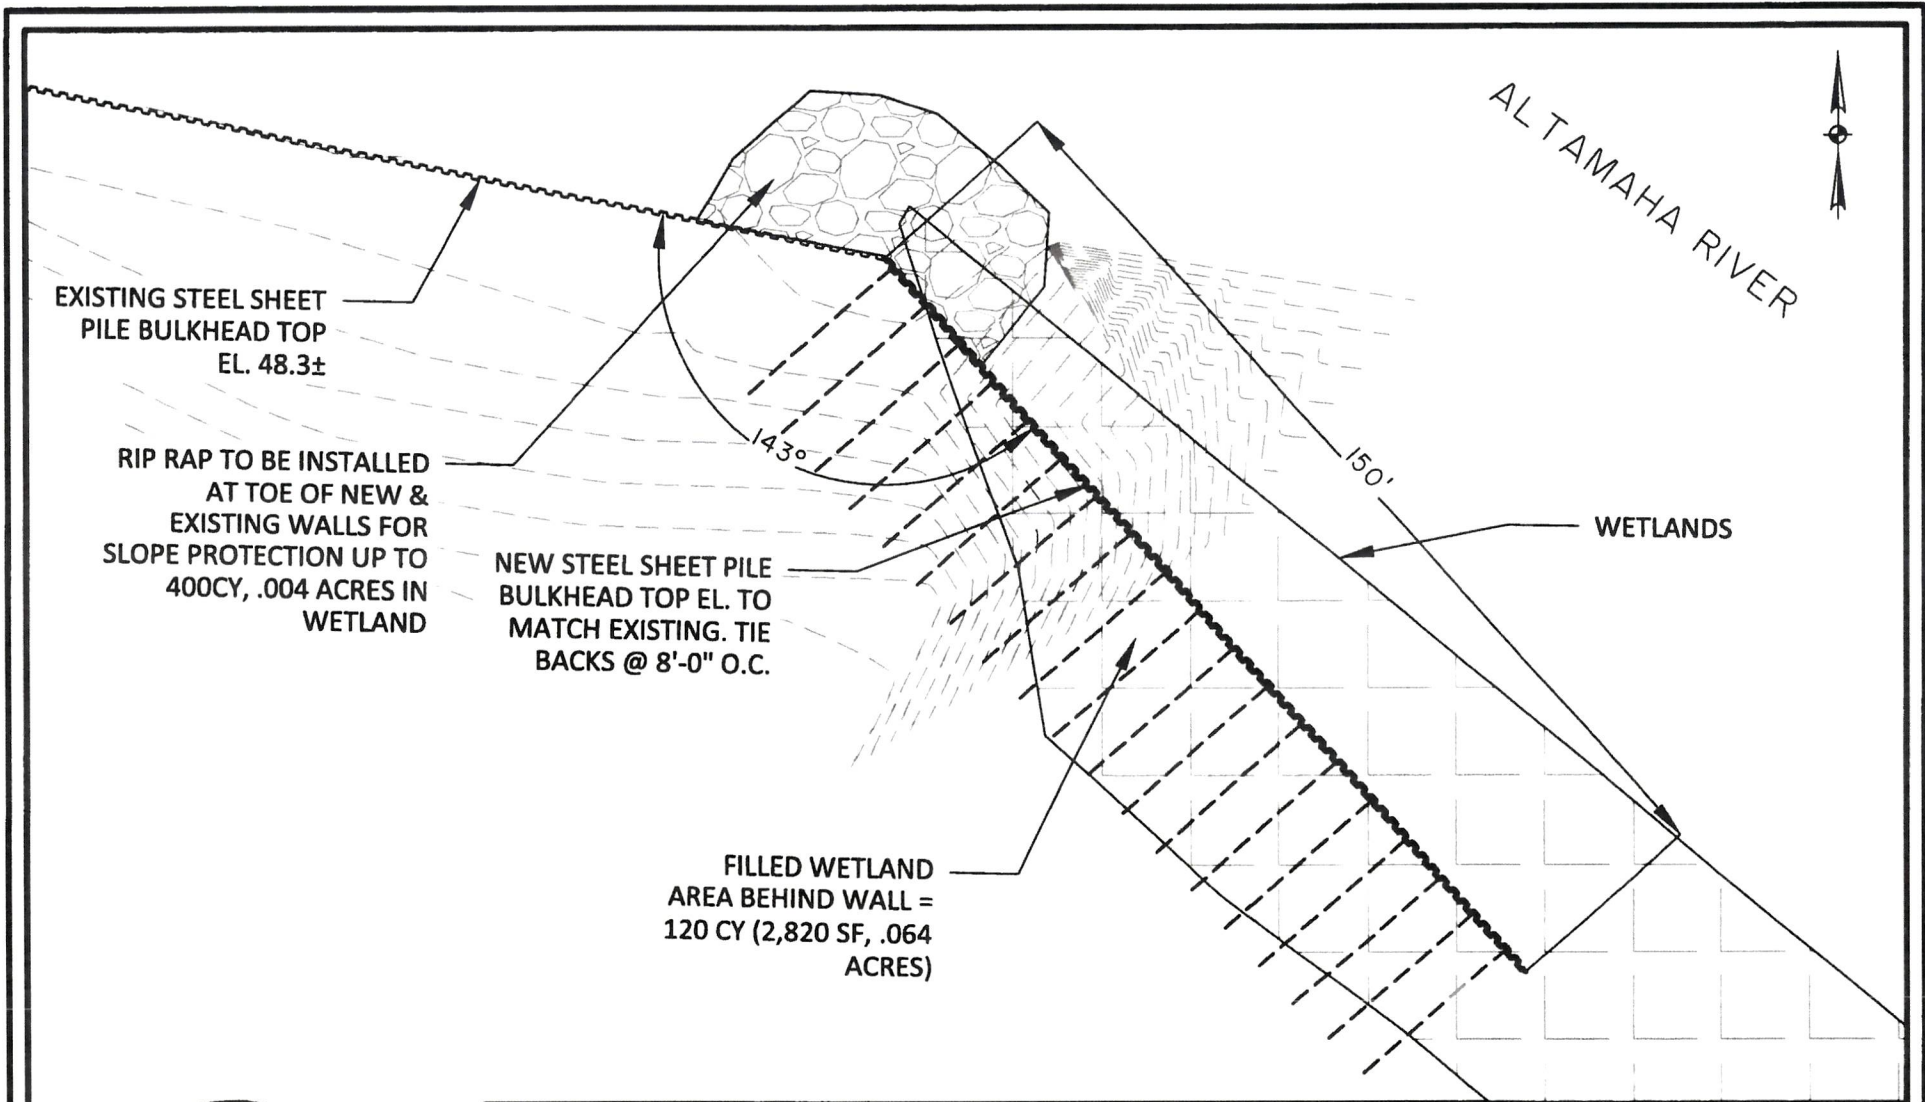 ALTAMAHA RIVER
EXISTING STEEL SHEET
PILE BULKHEAD TOP
EL. 48.3±
RIP RAP TO BE INSTALLED
AT TOE OF NEW &
EXISTING WALLS FOR
SLOPE PROTECTION UP TO
400CY, .004 ACRES IN
WETLAND
143°
150'
WETLANDS
NEW STEEL SHEET PILE
BULKHEAD TOP EL. TO
MATCH EXISTING. TIE
BACKS @ 8'-0" O.C.
FILLED WETLAND
AREA BEHIND WALL =
120 CY (2,820 SF, .064
ACRES)